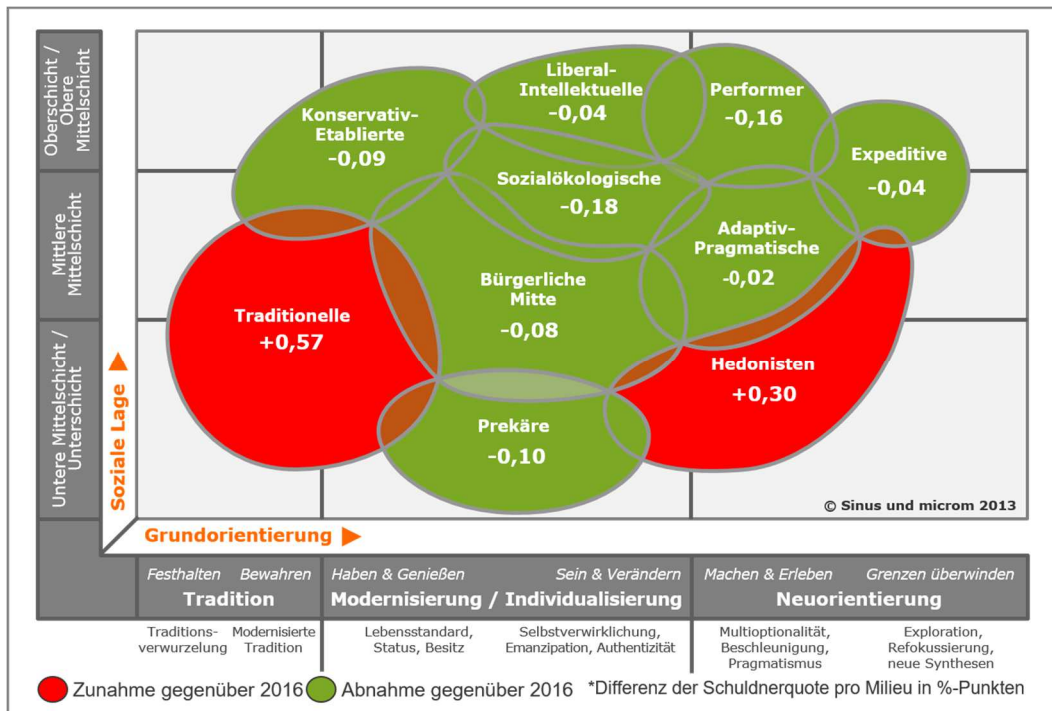 Oberschicht /
Obere
Mittelschicht
Mittlere
Mittelschicht
Untere Mittelschicht /
Unterschicht
Soziale Lage ▶
Konservativ-
Etablierte
-0,09
Liberal-
Intellektuelle
-0,04
Performer
-0,16
Expeditive
-0,04
Sozialökologische
-0,18
Adaptiv-
Pragmatische
-0,02
Bürgerliche
Mitte
-0,08
Traditionelle
+0,57
Hedonisten
+0,30
Prekäre
-0,10
© Sinus und microm 2013
Grundorientierung ▶
Festhalten Bewahren
Tradition
Haben & Genießen Sein & Verändern
Modernisierung / Individualisierung
Machen & Erleben Grenzen überwinden
Neuorientierung
Traditions-
verwurzelung
Modernisierte
Tradition
Lebensstandard,
Status, Besitz
Selbstverwirklichung,
Emanzipation, Authentizität
Multioptionalität,
Beschleunigung,
Pragmatismus
Exploration,
Refokussierung,
neue Synthesen
Zunahme gegenüber 2016 Abnahme gegenüber 2016 *Differenz der Schuldnerquote pro Milieu in %-Punkten